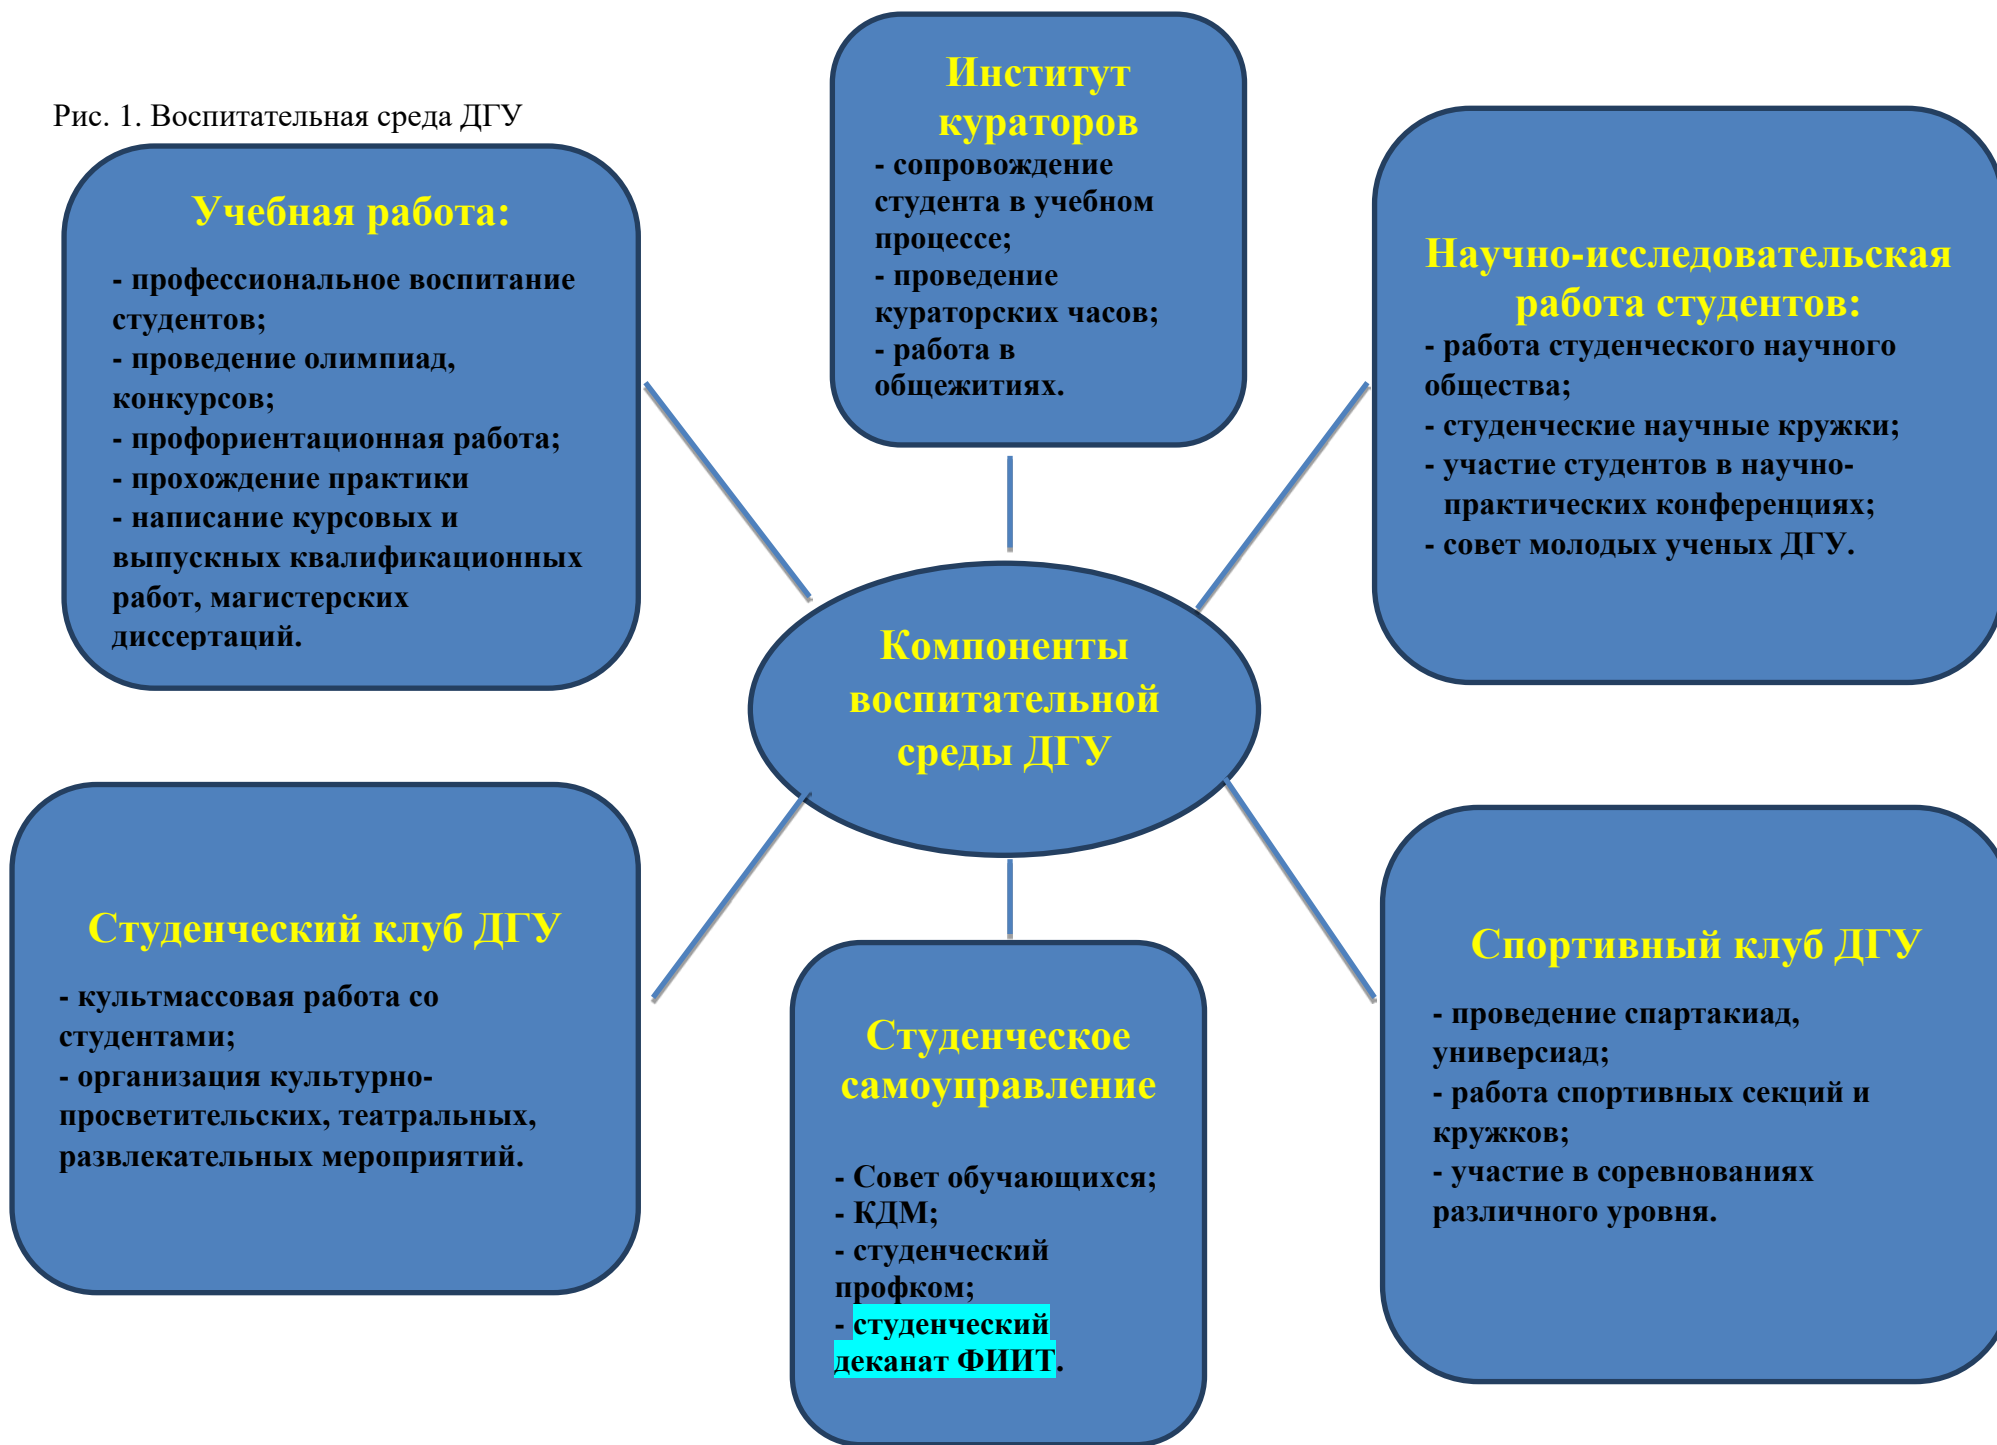 Рис. 1. Воспитательная среда ДГУ
Учебная работа:
- профессиональное воспитание
студентов;
- проведение олимпиад,
конкурсов;
- профориентационная работа;
- прохождение практики
- написание курсовых и
выпускных квалификационных
работ, магистерских
диссертаций.
Институт
кураторов
- сопровождение
студента в учебном
процессе;
- проведение
кураторских часов;
- работа в
общежитиях.
Научно-исследовательская
работа студентов:
- работа студенческого научного
общества;
- студенческие научные кружки;
- участие студентов в научно-
практических конференциях;
- совет молодых ученых ДГУ.
Компоненты
воспитательной
среды ДГУ
Студенческий клуб ДГУ
- культмассовая работа со
студентами;
- организация культурно-
просветительских, театральных,
развлекательных мероприятий.
Студенческое
самоуправление
- Совет обучающихся;
- КДМ;
- студенческий
профком;
- студенческий
деканат ФИИТ.
Спортивный клуб ДГУ
- проведение спартакиад,
универсиад;
- работа спортивных секций и
кружков;
- участие в соревнованиях
различного уровня.